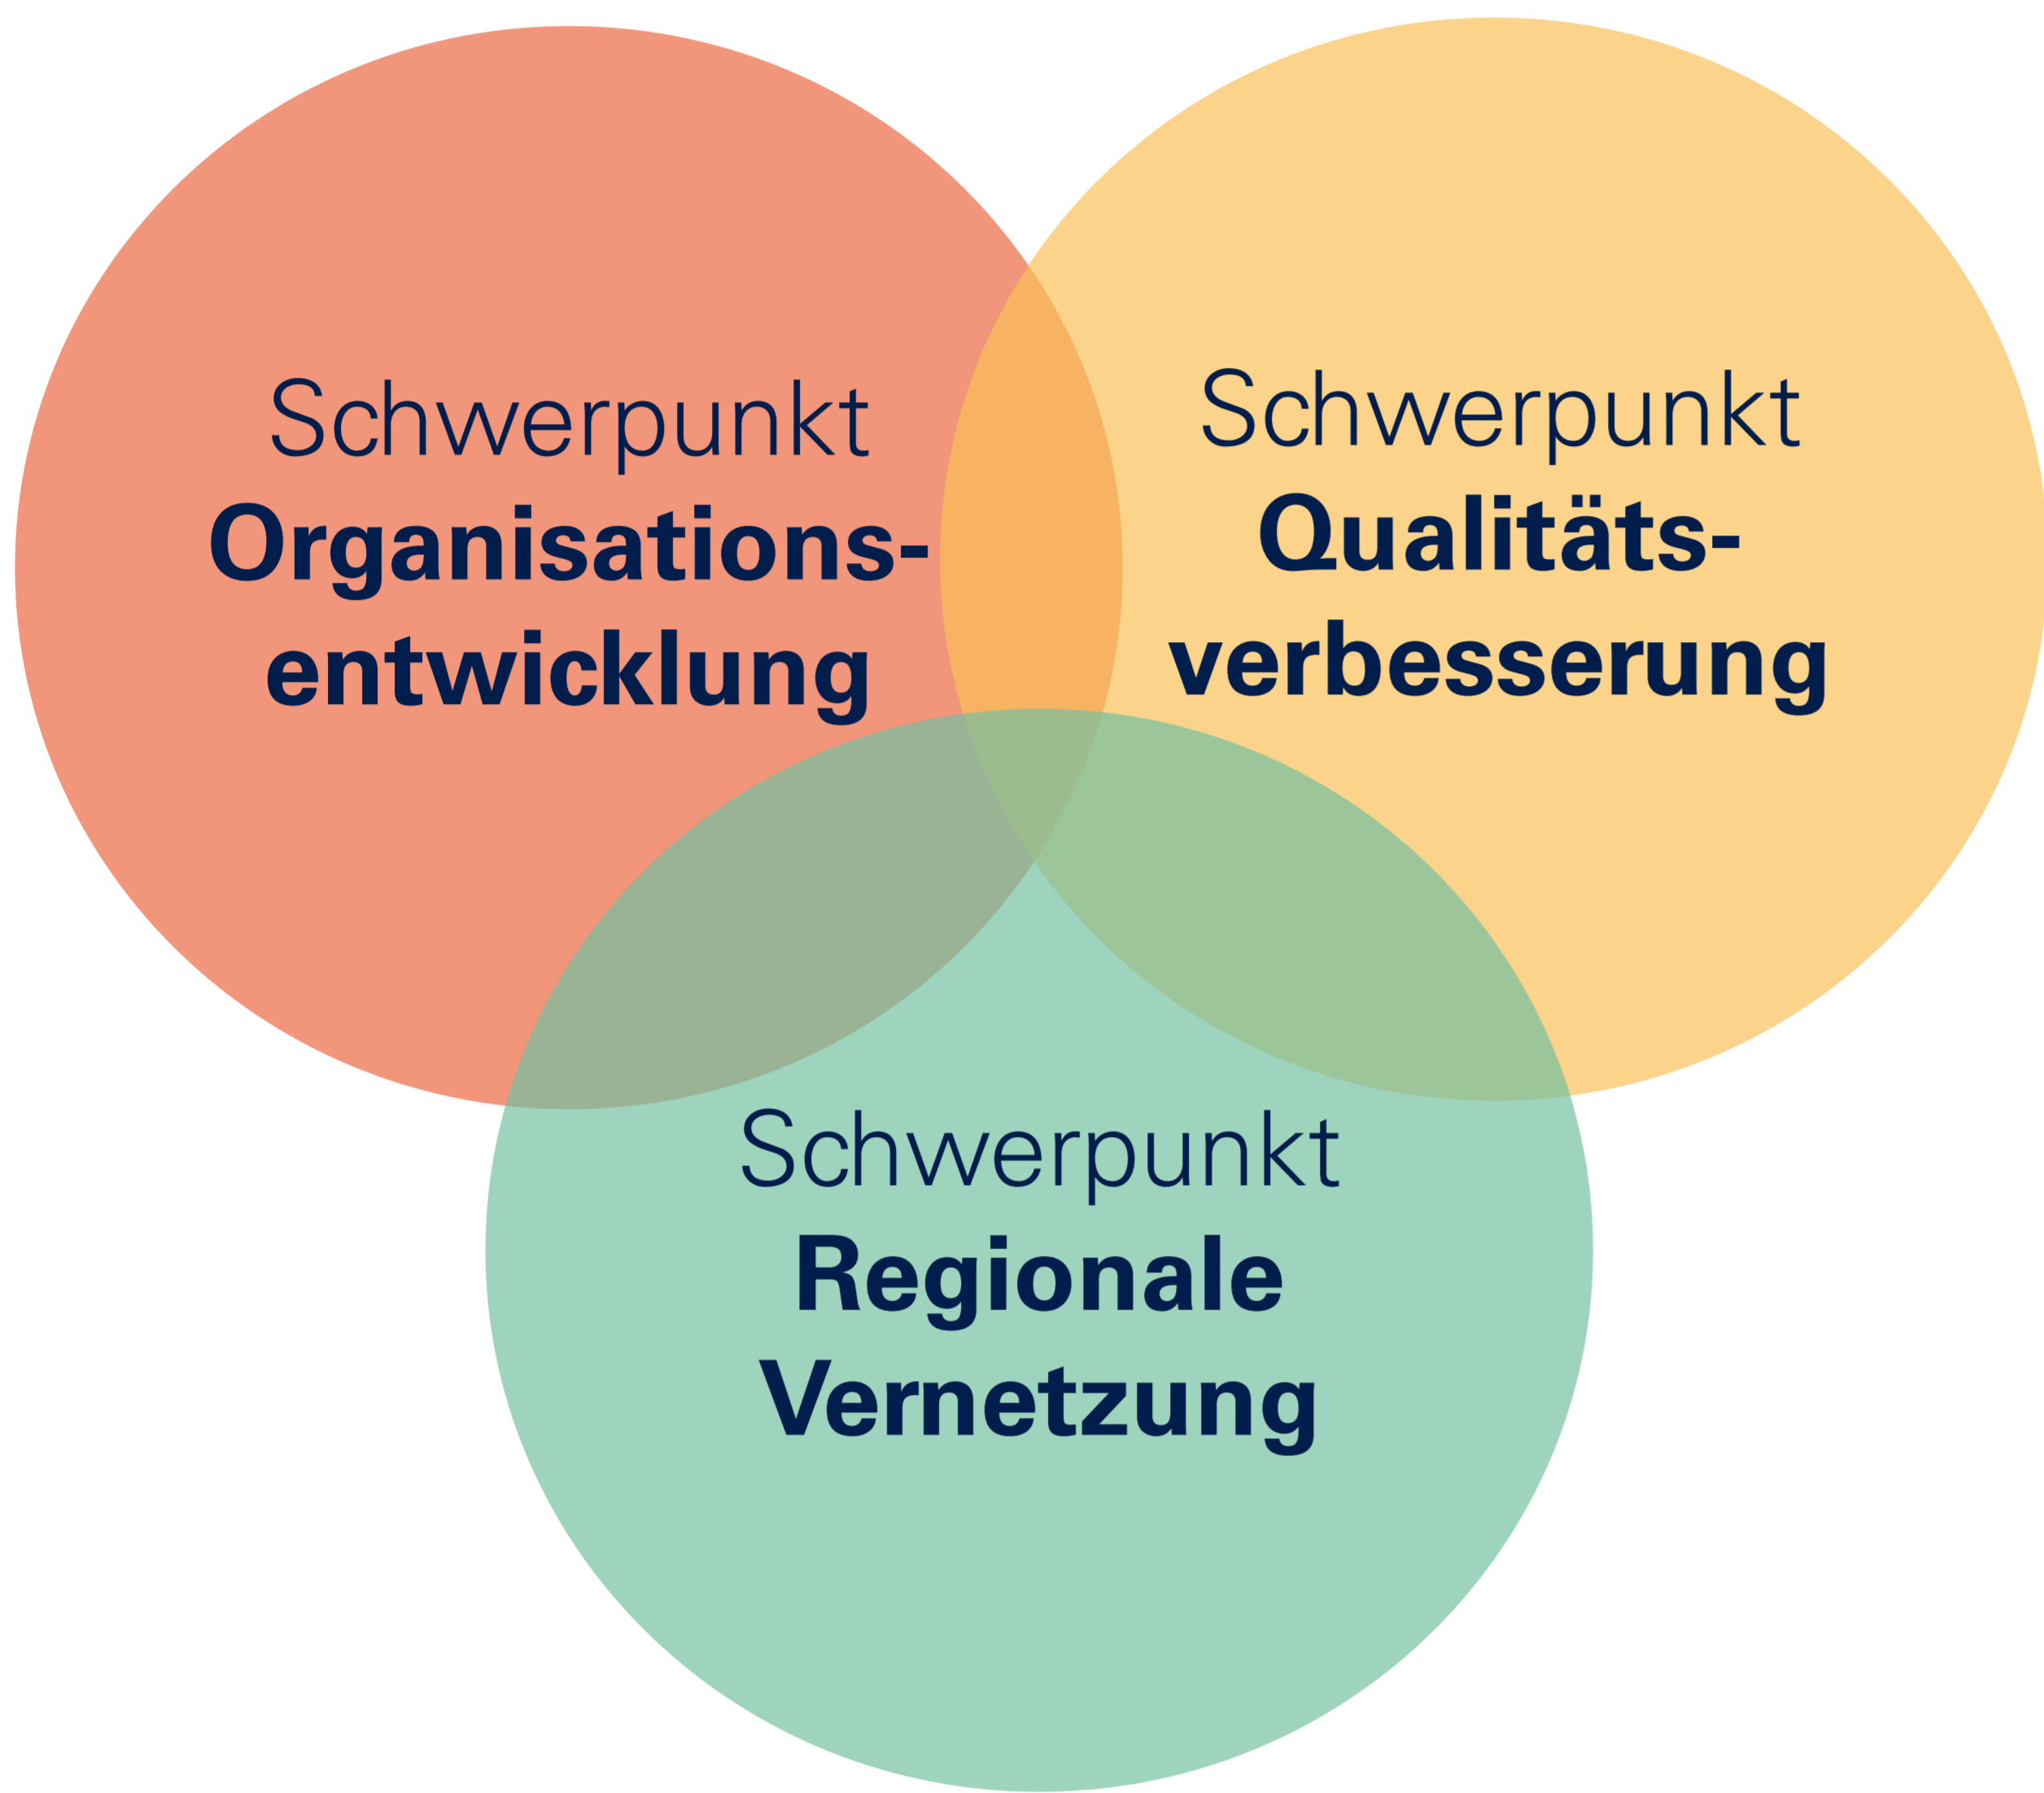 Schwerpunkt
Organisations-
entwicklung
Schwerpunkt
Qualitäts-
verbesserung
Schwerpunkt
Regionale
Vernetzung